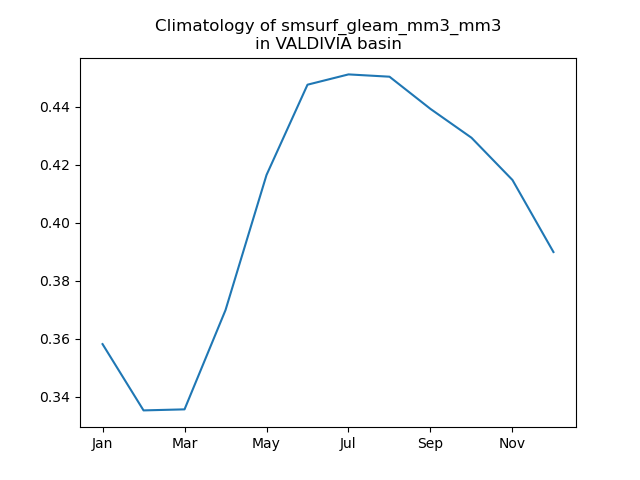 Climatology of smsurf_gleam_mm3_mm3
in VALDIVIA basin
0.44
0.42
0.40
0.38
0.36
0.34
Jan Mar May Jul Sep Nov